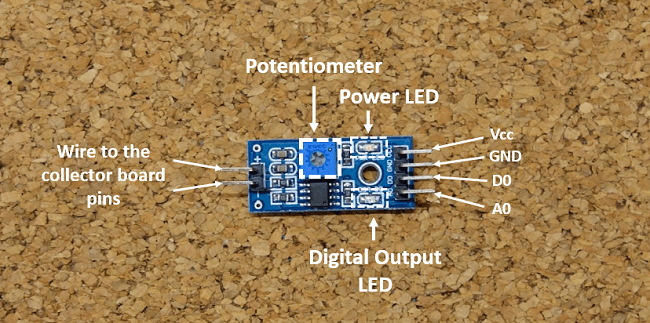 Potentiometer
Power LED
Wire to the
collector board
pins
Vcc
GND
D0
A0
Digital Output
LED